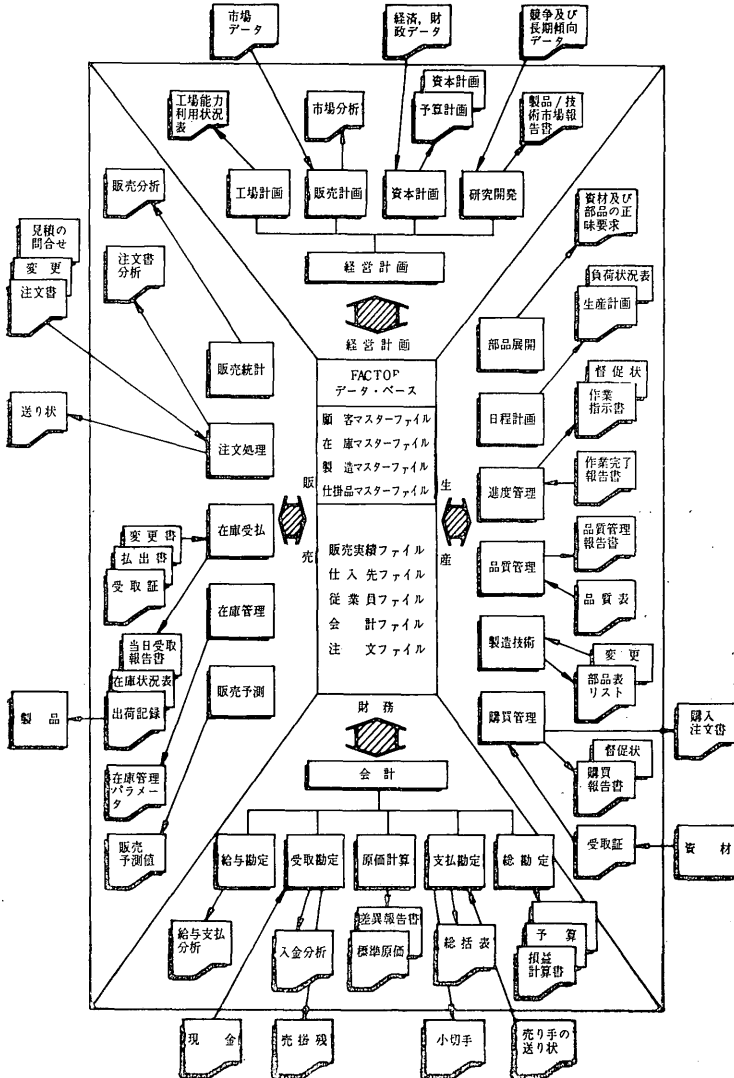 市場
データ
経済，財
政データ
競争及び
長期傾向
データ
工場能力
利用状況
表
市場分析
資本計画
予算計画
製品／技
術市場報
告書
工場計画
販売計画
資本計画
研究開発
経営計画
経営計画
販売分析
見積の
問合せ
変更
注文書
注文書
分析
販売統計
送り状
注文処理
変更書
払出書
受取証
在庫受払
在庫管理
当日受取
報告書
在庫状況表
出荷記録
販売予測
製品
在庫管理
パラメー
タ
販売
予測値
FACTOR
データ・ベース
顧客マスターファイル
在庫マスターファイル
製造マスターファイル
仕掛品マスターファイル
販売
生産
販売実績ファイル
仕入先ファイル
従業員ファイル
会計ファイル
注文ファイル
資材及び
部品の正
味要求
負荷状況表
生産計画
部品展開
督促状
作業
指示書
日程計画
作業完了
報告書
進度管理
品質管理
報告書
品質管理
品質表
製造技術
変更
部品表
リスト
購買管理
購入
注文書
督促状
購買
報告書
受取証
資材
財務
会計
給与勘定
受取勘定
原価計算
支払勘定
総勘定
給与支払
分析
入金分析
差異報告書
標準原価
総括表
予算
損益
計算書
現金
売掛残
小切手
売り手の
送り状